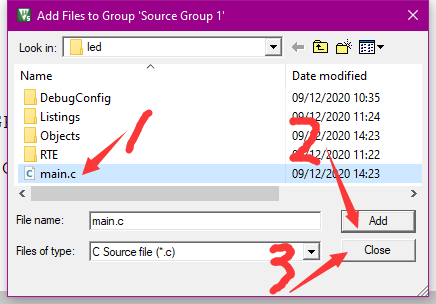 Add Files to Group 'Source Group 1'
Look in: led
Name Date modified
DebugConfig 09/12/2020 10:35
Listings 09/12/2020 11:24
Objects 09/12/2020 14:23
RTE 09/12/2020 11:22
main.c 09/12/2020 14:23
1
2
File name: main.c Add
Files of type: C Source file (*.c) Close
3